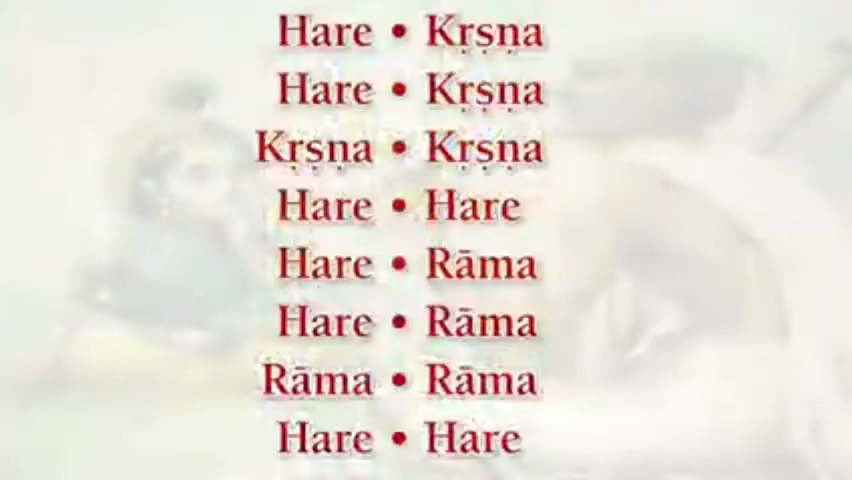 Hare • Kṛṣṇa
Hare • Kṛṣṇa
Kṛṣṇa • Kṛṣṇa
Hare • Hare
Hare • Rāma
Hare • Rāma
Rāma • Rāma
Hare • Hare